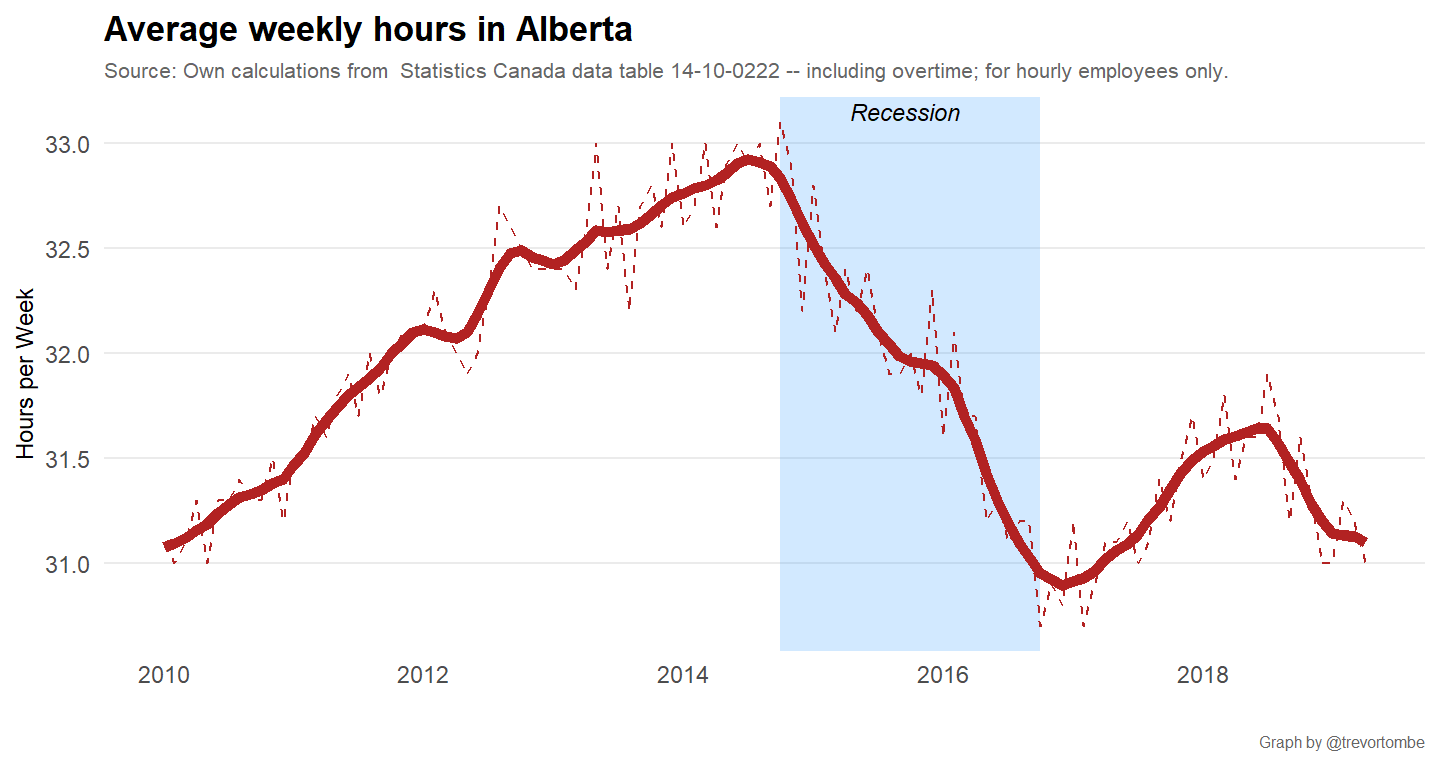 Average weekly hours in Alberta
Source: Own calculations from  Statistics Canada data table 14-10-0222 -- including overtime; for hourly employees only.
Recession
Hours per Week
33.0
32.5
32.0
31.5
31.0
2010 2012 2014 2016 2018
Graph by @trevortombe